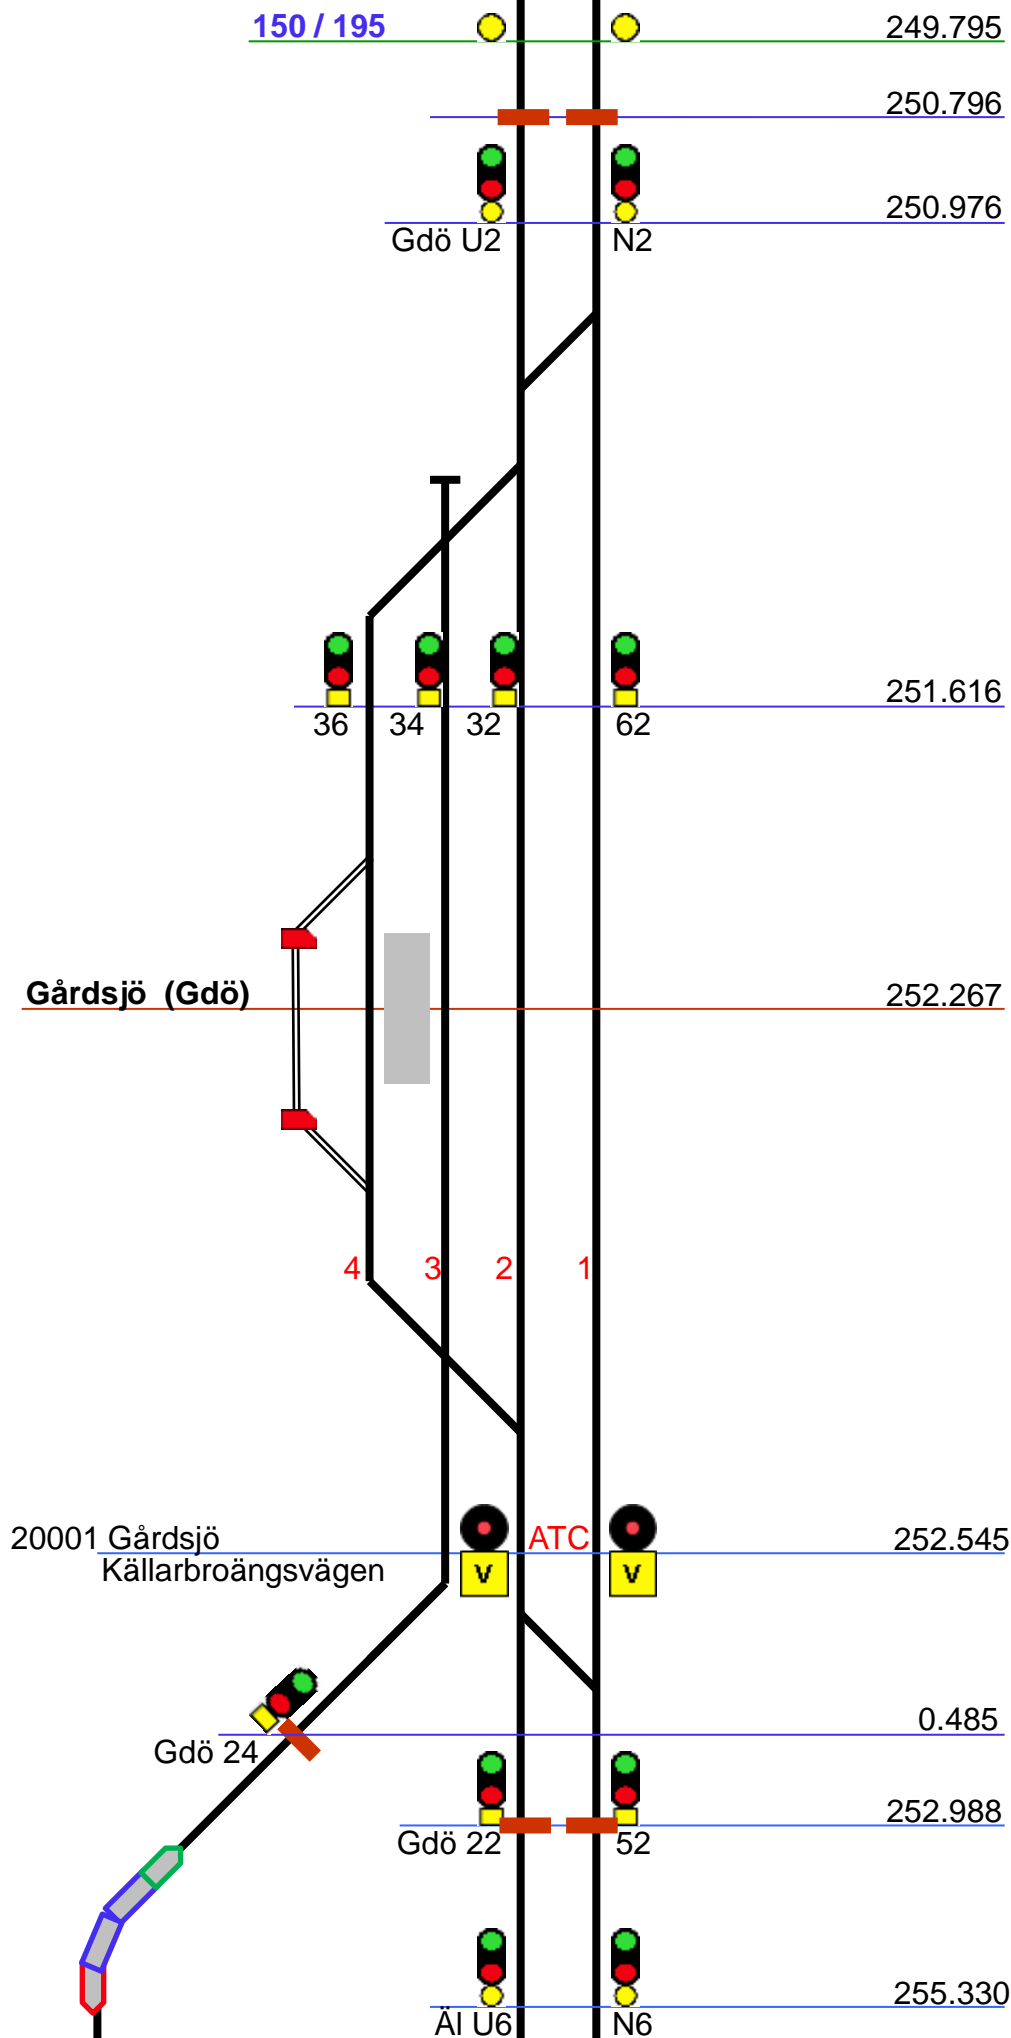 150 / 195 249.795
250.796
250.976
Gdö U2 N2
251.616
36 34 32 62
Gårdsjö (Gdö) 252.267
4 3 2 1
20001 Gårdsjö ATC 252.545
Källarbroängsvägen V V
0.485
Gdö 24
252.988
Gdö 22 52
255.330
Äl U6 N6